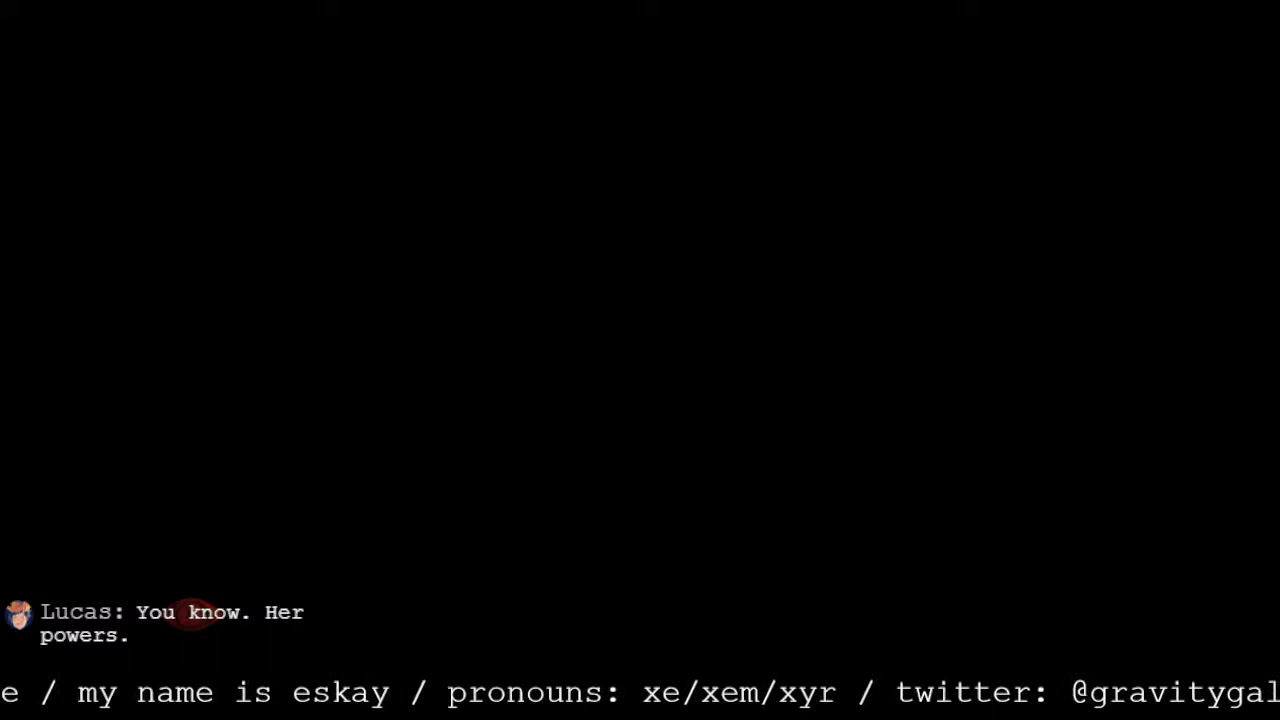 Lucas: You know. Her
powers.
e / my name is eskay / pronouns: xe/xem/xyr / twitter: @gravitygal